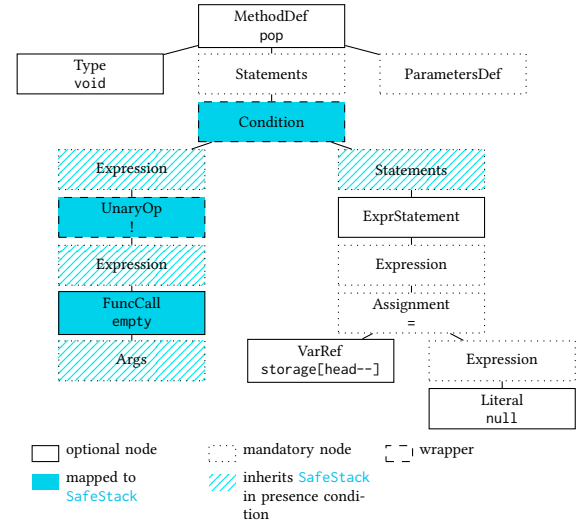 MethodDef
pop
Type
void
Statements
ParametersDef
Condition
Expression
Statements
UnaryOp
!
ExprStatement
Expression
Expression
FuncCall
empty
Assignment
=
Args
VarRef
storage[head--]
Expression
Literal
null
optional node
mandatory node
wrapper
mapped to
SafeStack
inherits SafeStack
in presence condi-
tion